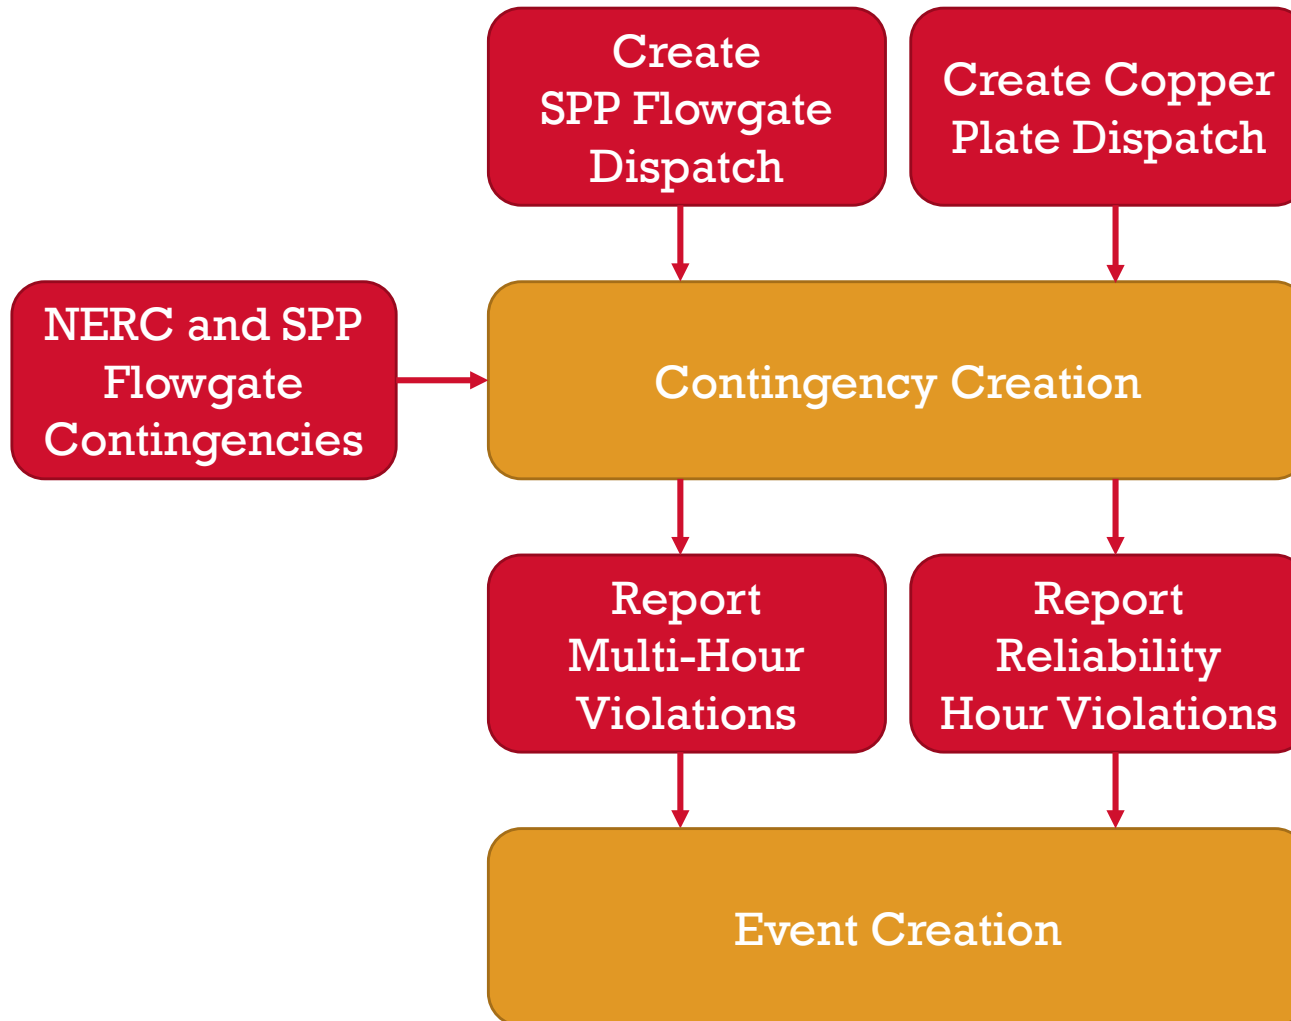 Create
SPP Flowgate
Dispatch
Create Copper
Plate Dispatch
NERC and SPP
Flowgate
Contingencies
Contingency Creation
Report
Multi-Hour
Violations
Report
Reliability
Hour Violations
Event Creation